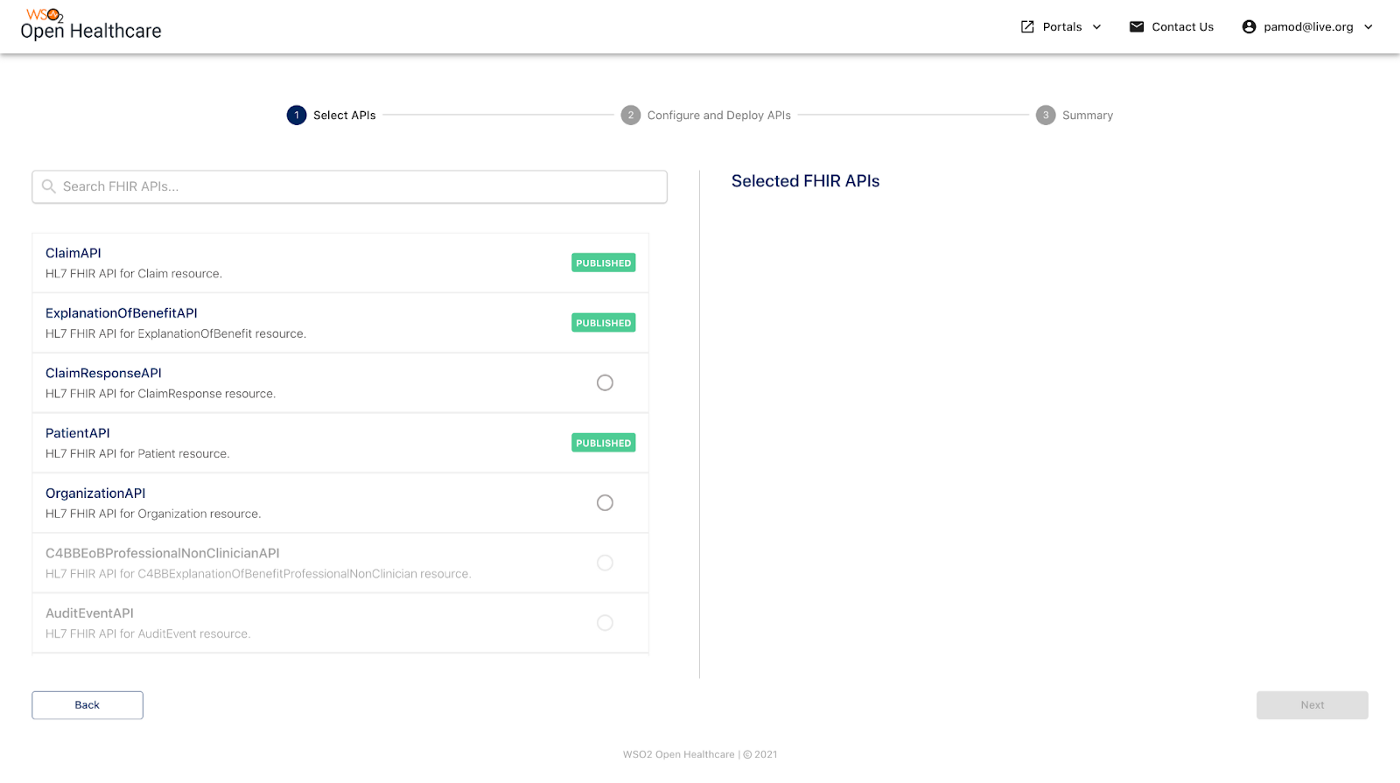 WSO2
Open Healthcare
Portals
Contact Us
pamod@live.org
1 Select APIs
2 Configure and Deploy APIs
3 Summary
Search FHIR APIs...
Selected FHIR APIs
ClaimAPI
HL7 FHIR API for Claim resource.
PUBLISHED
ExplanationOfBenefitAPI
HL7 FHIR API for ExplanationOfBenefit resource.
PUBLISHED
ClaimResponseAPI
HL7 FHIR API for ClaimResponse resource.
PatientAPI
HL7 FHIR API for Patient resource.
PUBLISHED
OrganizationAPI
HL7 FHIR API for Organization resource.
C4BBEoBProfessionalNonClinicianAPI
HL7 FHIR API for C4BBExplanationOfBenefitProfessionalNonClinician resource.
AuditEventAPI
HL7 FHIR API for AuditEvent resource.
Back
Next
WSO2 Open Healthcare | © 2021